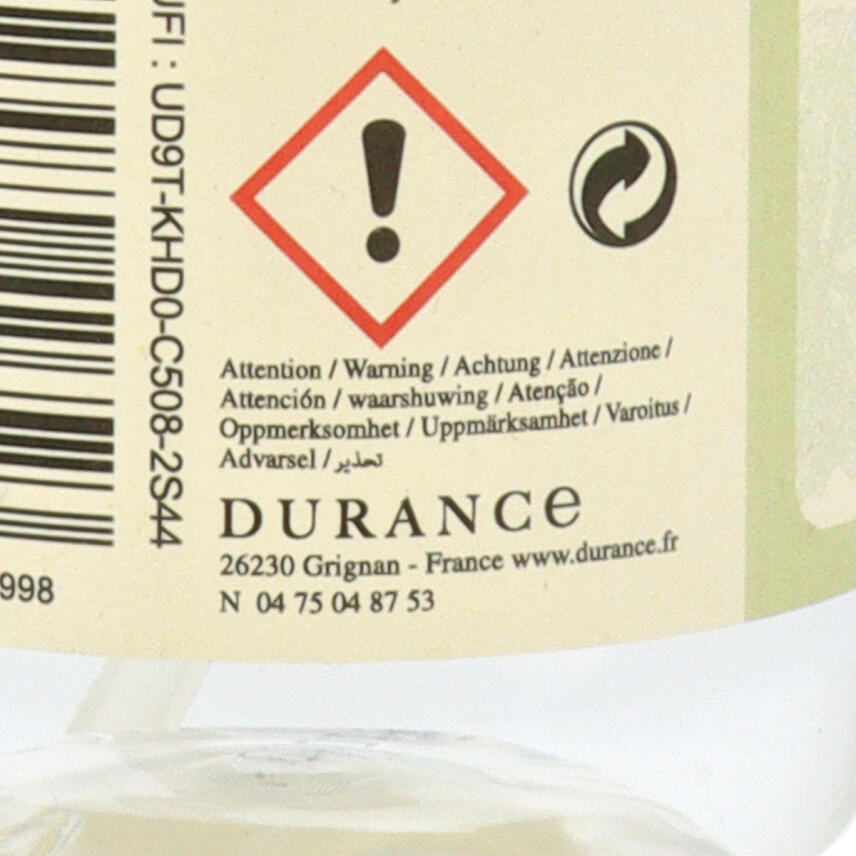 UFI : UD9T-KHD0-C508-2S44
998
Attention / Warning / Achtung / Attenzione /
Attención / waarshuwing / Atenção /
Oppmerksomhet / Uppmärksamhet / Varoitus /
Advarsel / تحذير
DURANCe
26230 Grignan - France www.durance.fr
N 04 75 04 87 53